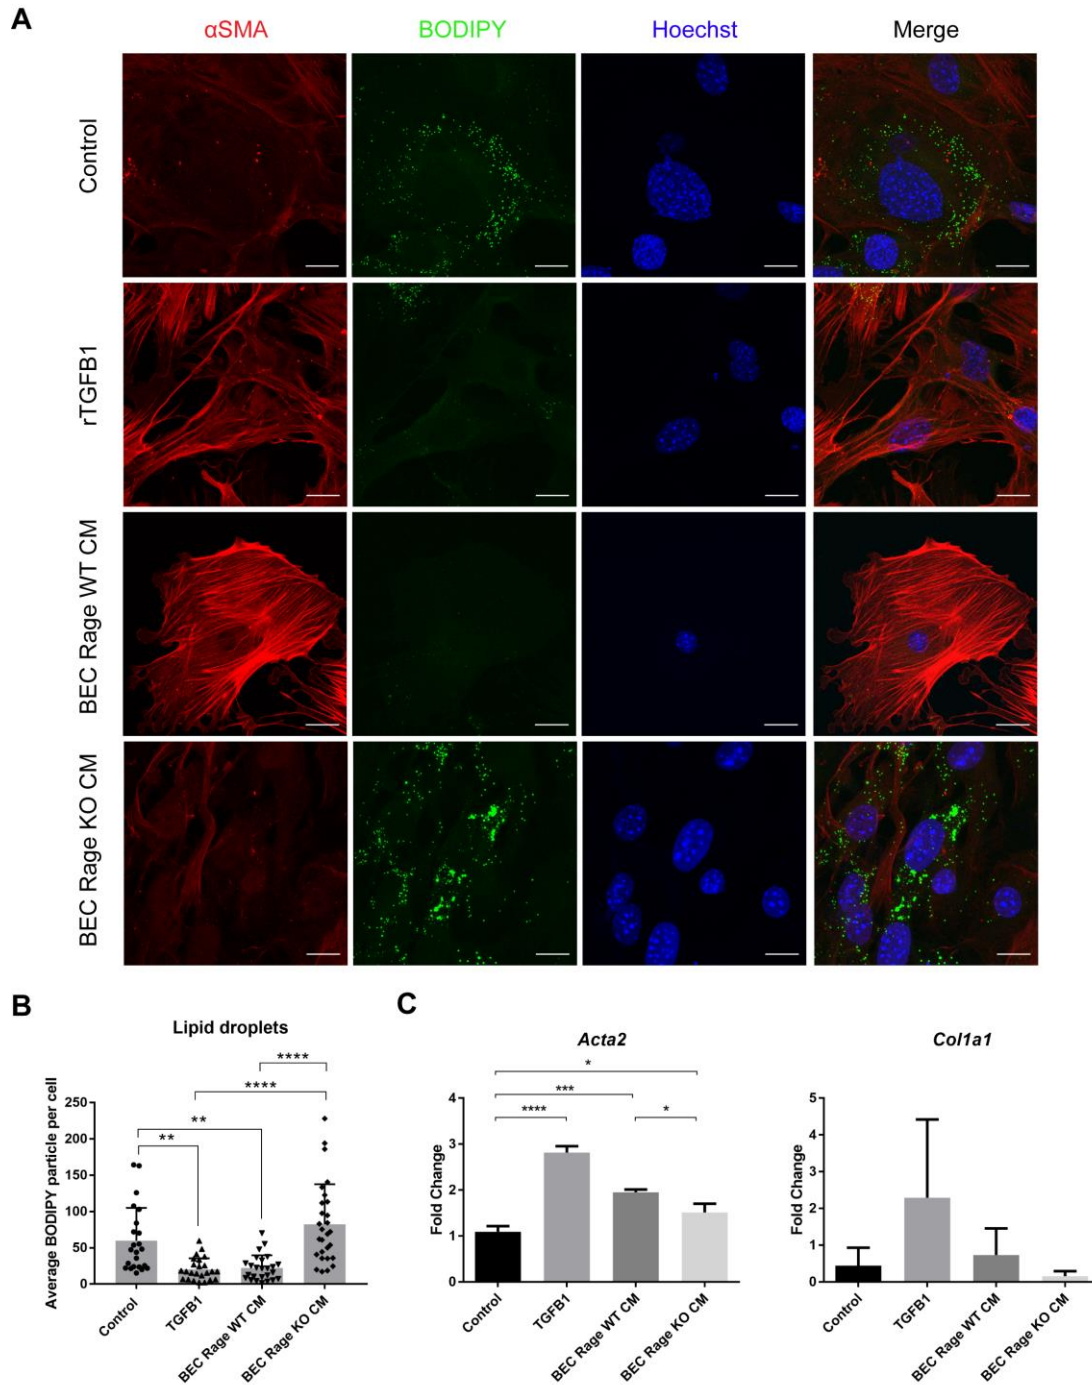 A
αSMA BODIPY Hoechst Merge
Control
rTGFB1
BEC Rage WT CM
BEC Rage KO CM
B
Lipid droplets
****
****
**
**
Average BODIPY particle per cell
250
200
150
100
50
0
Control
TGFB1
BEC Rage WT CM
BEC Rage KO CM
C
Acta2
*
***
****
*
Fold Change
4
3
2
1
0
Control
TGFB1
BEC Rage WT CM
BEC Rage KO CM
Col1a1
Fold Change
5
4
3
2
1
0
Control
TGFB1
BEC Rage WT CM
BEC Rage KO CM